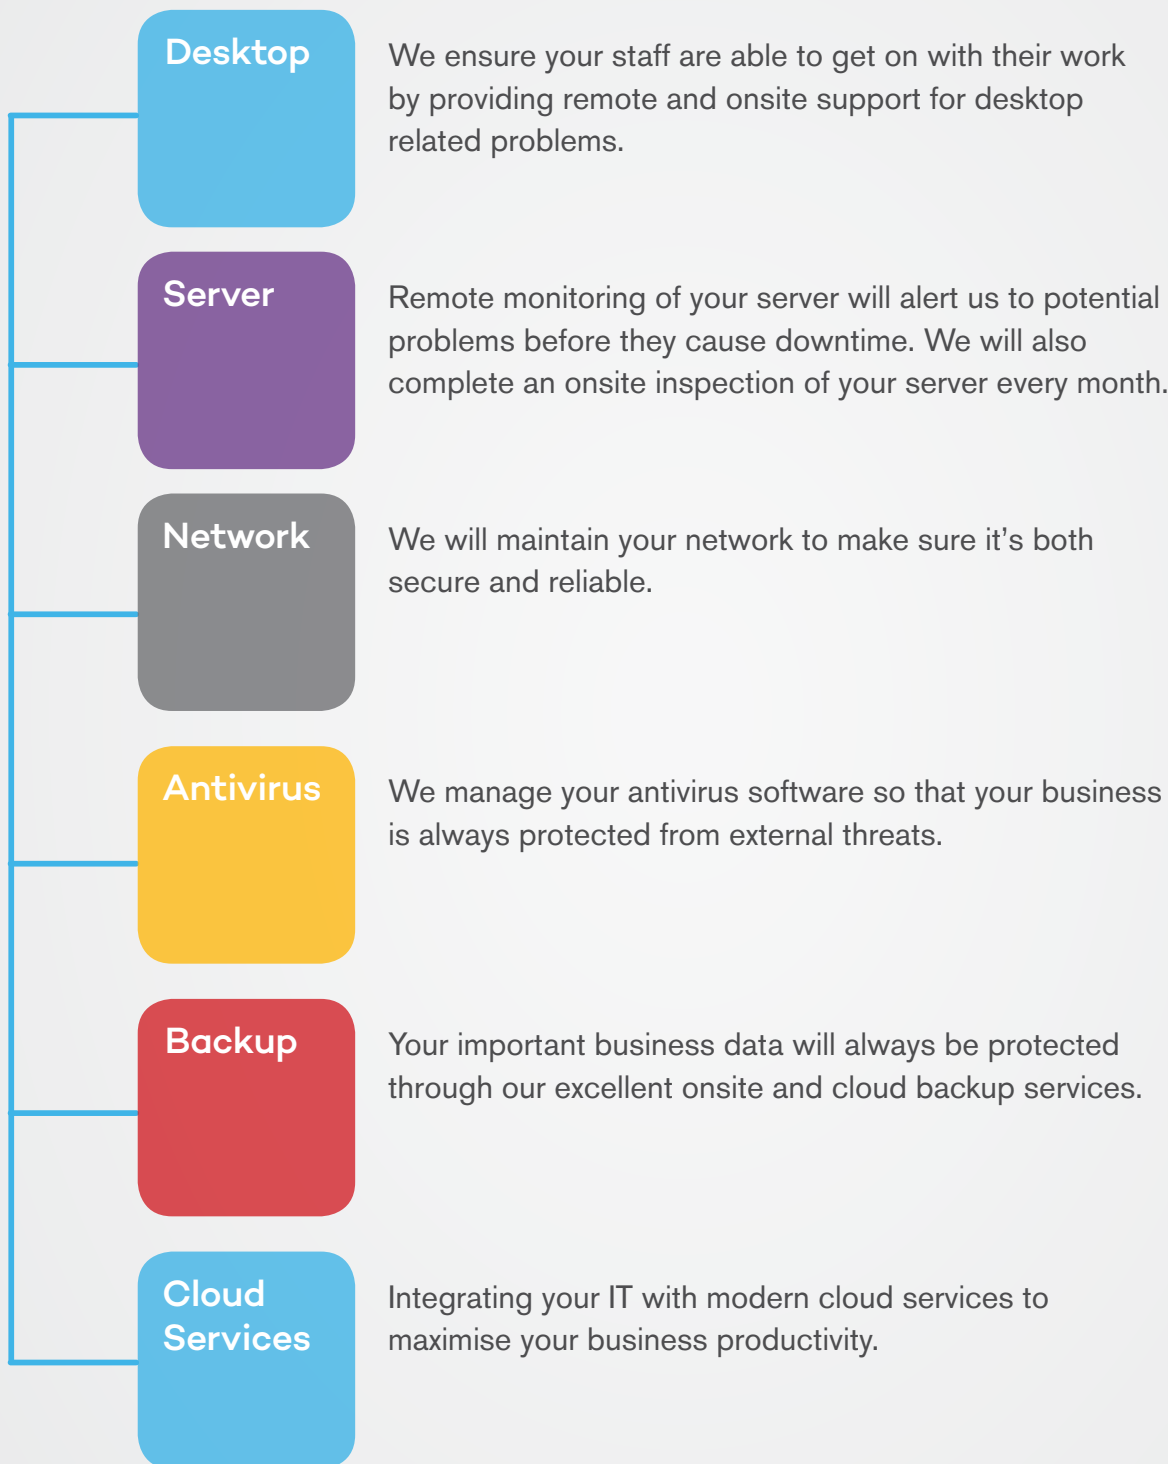 Desktop
We ensure your staff are able to get on with their work
by providing remote and onsite support for desktop
related problems.
Server
Remote monitoring of your server will alert us to potential
problems before they cause downtime. We will also
complete an onsite inspection of your server every month.
Network
We will maintain your network to make sure it’s both
secure and reliable.
Antivirus
We manage your antivirus software so that your business
is always protected from external threats.
Backup
Your important business data will always be protected
through our excellent onsite and cloud backup services.
Cloud
Services
Integrating your IT with modern cloud services to
maximise your business productivity.